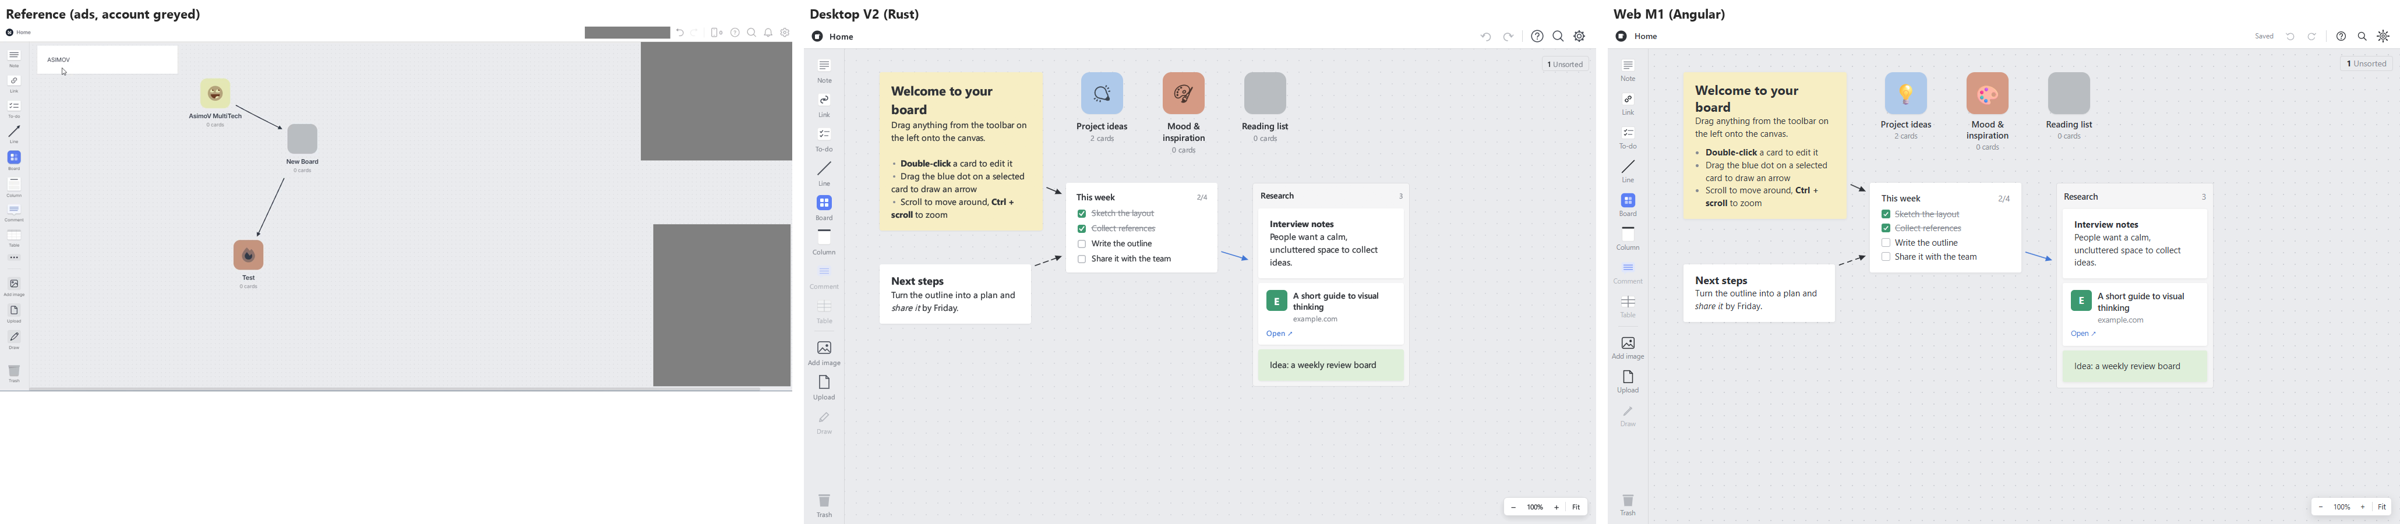 Reference (ads, account greyed)
Home
Note
Link
To-do
Line
Board
Column
Comment
Table
Add image
Upload
Draw
Trash
ASIMOV
AsimoV MultiTech
0 cards
New Board
0 cards
Test
0 cards
Desktop V2 (Rust)
Home
Note
Link
To-do
Line
Board
Column
Comment
Table
Add image
Upload
Draw
Trash
1 Unsorted
Welcome to your
board
Drag anything from the toolbar on
the left onto the canvas.
• Double-click a card to edit it
• Drag the blue dot on a selected
card to draw an arrow
• Scroll to move around, Ctrl +
scroll to zoom
Project ideas
2 cards
Mood &
inspiration
0 cards
Reading list
0 cards
This week
2/4
Sketch the layout
Collect references
Write the outline
Share it with the team
Next steps
Turn the outline into a plan and
share it by Friday.
Research
3
Interview notes
People want a calm,
uncluttered space to collect
ideas.
E
A short guide to visual
thinking
example.com
Open ↗
Idea: a weekly review board
− 100% + Fit
Web M1 (Angular)
Home
Saved
Note
Link
To-do
Line
Board
Column
Comment
Table
Add image
Upload
Draw
Trash
1 Unsorted
Welcome to your
board
Drag anything from the toolbar on
the left onto the canvas.
• Double-click a card to edit it
• Drag the blue dot on a selected
card to draw an arrow
• Scroll to move around, Ctrl +
scroll to zoom
Project ideas
2 cards
Mood &
inspiration
0 cards
Reading list
0 cards
This week
2/4
Sketch the layout
Collect references
Write the outline
Share it with the team
Next steps
Turn the outline into a plan and
share it by Friday.
Research
3
Interview notes
People want a calm,
uncluttered space to collect
ideas.
E
A short guide to visual
thinking
example.com
Open ↗
Idea: a weekly review board
− 100% + Fit